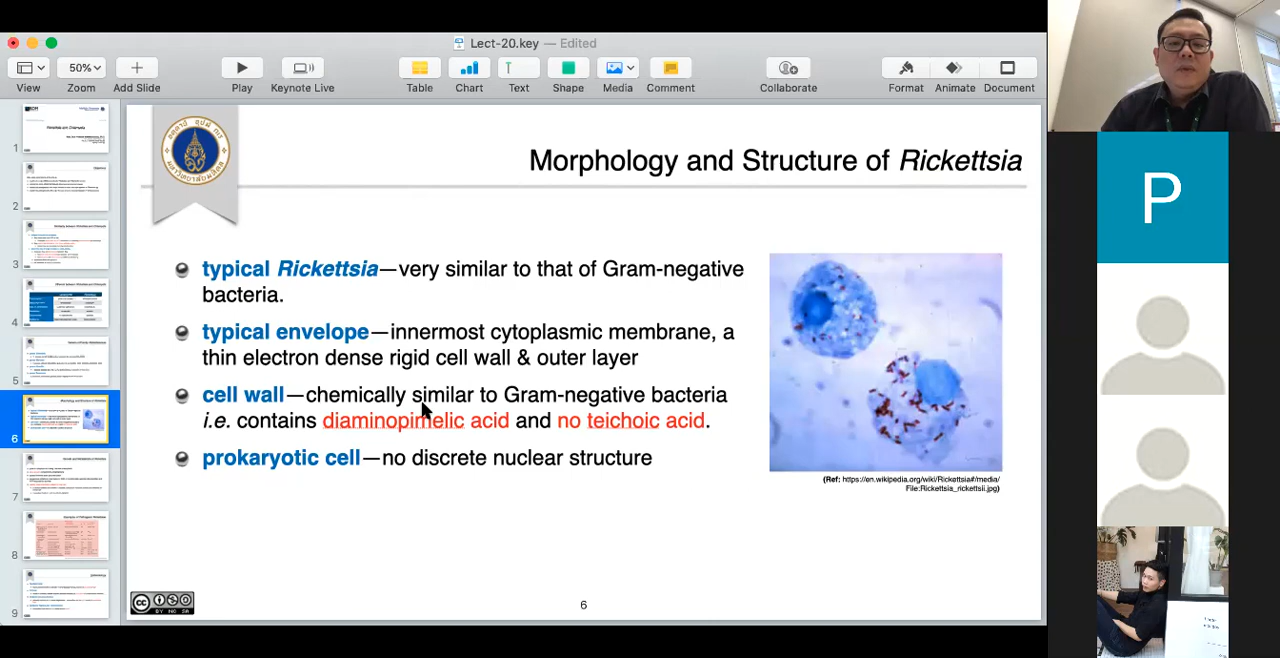 Lect-20.key — Edited
50%
View
Zoom
Add Slide
Play
Keynote Live
Table
Chart
Text
Shape
Media
Comment
Collaborate
Format
Animate
Document
1
2
3
4
5
6
7
8
9
Morphology and Structure of Rickettsia
typical Rickettsia—very similar to that of Gram-negative
bacteria.
typical envelope—innermost cytoplasmic membrane, a
thin electron dense rigid cell wall & outer layer
cell wall—chemically similar to Gram-negative bacteria
i.e. contains diaminopimelic acid and no teichoic acid.
prokaryotic cell—no discrete nuclear structure
(Ref: https://en.wikipedia.org/wiki/Rickettsia#/media/
File:Rickettsia_rickettsii.jpg)
cc
BY NC SA
6
P